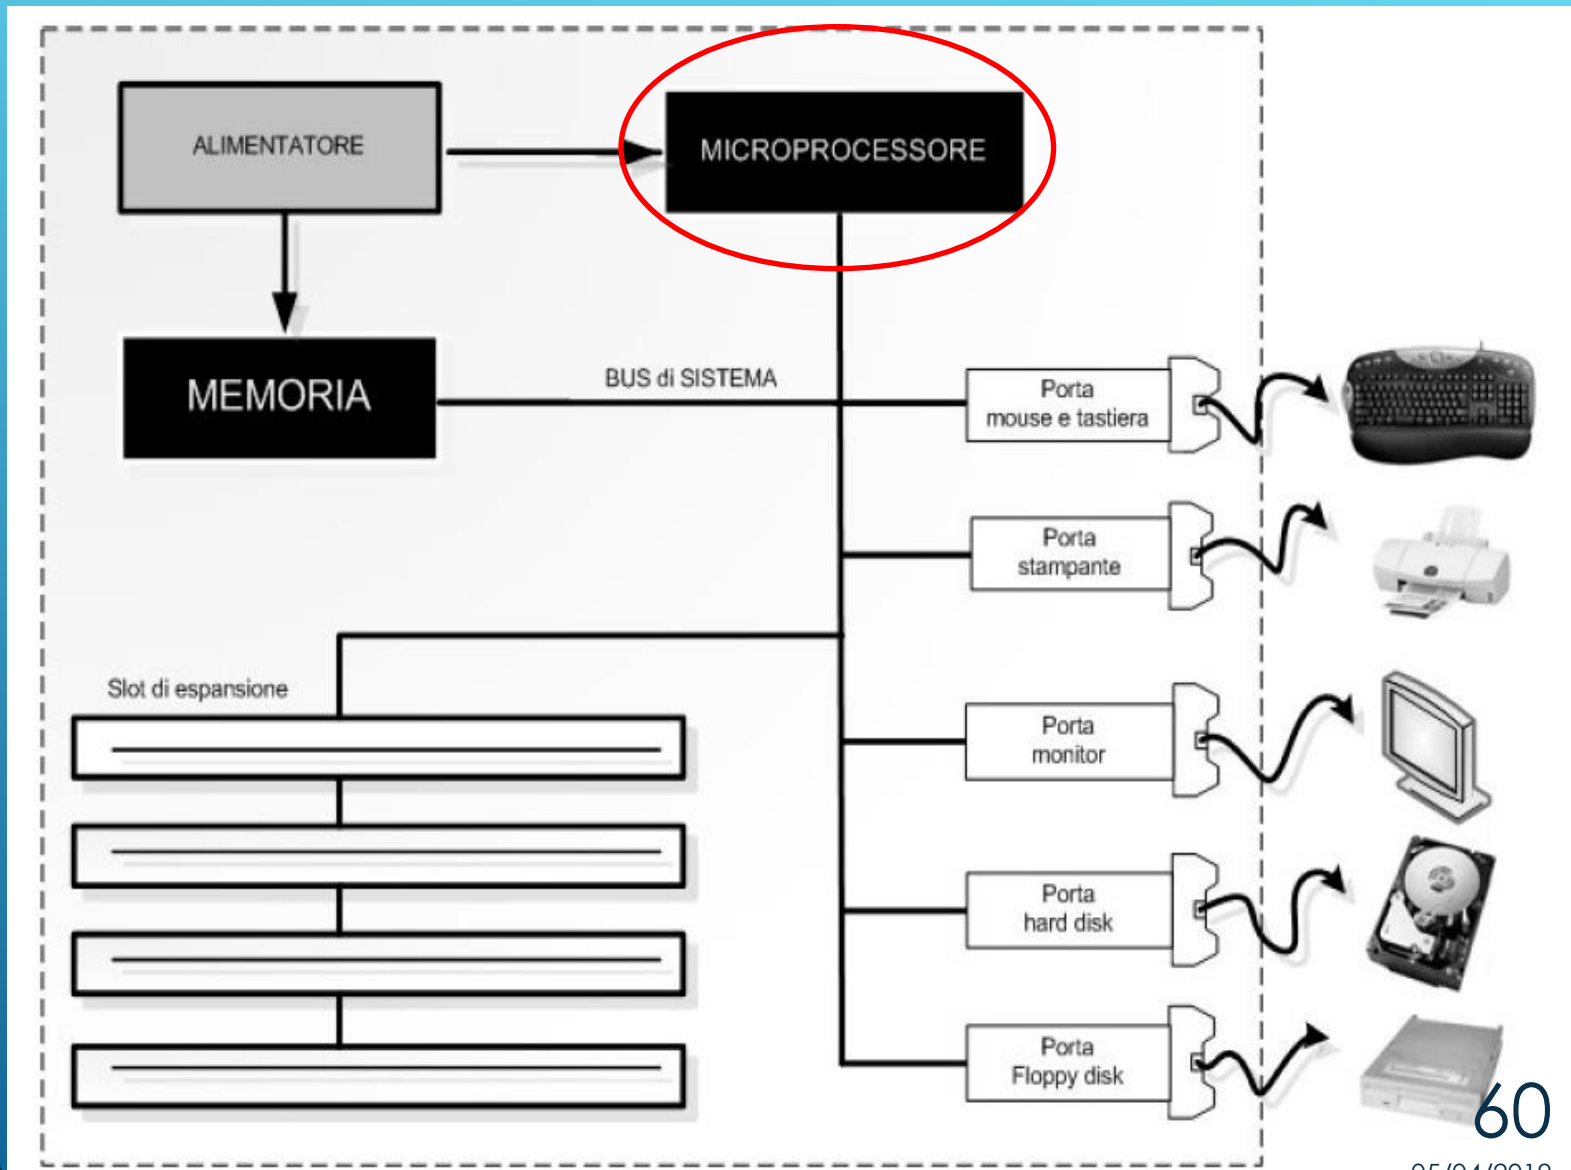 ALIMENTATORE
MICROPROCESSORE
MEMORIA
BUS di SISTEMA
Porta
mouse e tastiera
Porta
stampante
Slot di espansione
Porta
monitor
Porta
hard disk
Porta
Floppy disk
60